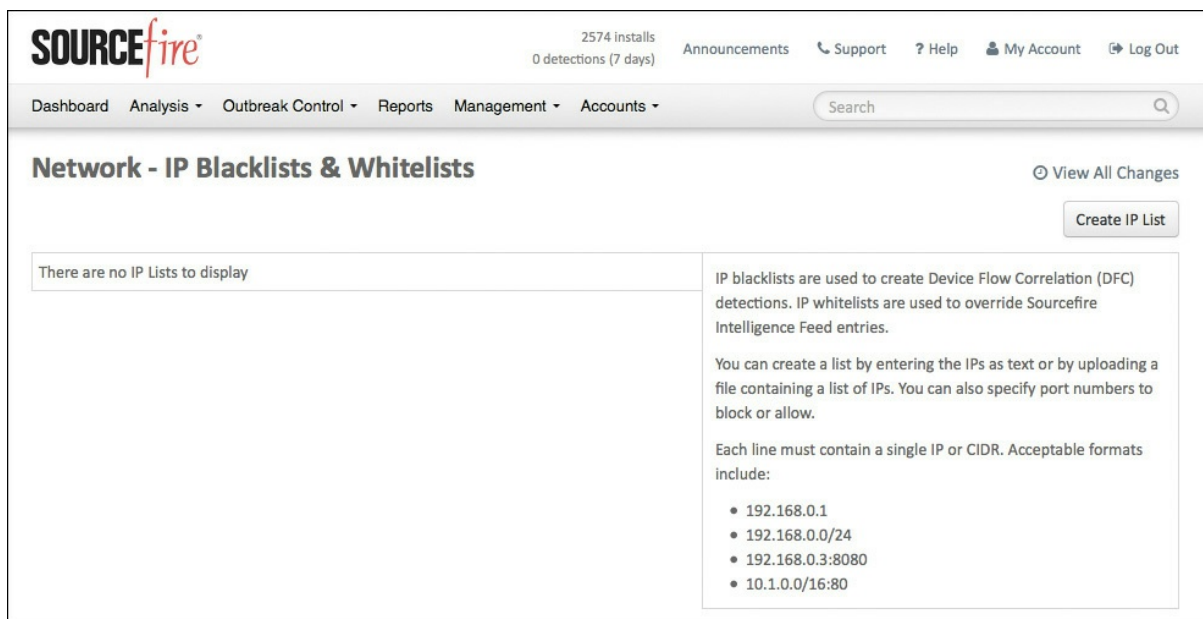 SOURCEfire®
2574 installs
0 detections (7 days)
Announcements
Support
? Help
My Account
Log Out
Dashboard
Analysis
Outbreak Control
Reports
Management
Accounts
Search
Network - IP Blacklists & Whitelists
View All Changes
Create IP List
There are no IP Lists to display
IP blacklists are used to create Device Flow Correlation (DFC)
detections. IP whitelists are used to override Sourcefire
Intelligence Feed entries.
You can create a list by entering the IPs as text or by uploading a
file containing a list of IPs. You can also specify port numbers to
block or allow.
Each line must contain a single IP or CIDR. Acceptable formats
include:
• 192.168.0.1
• 192.168.0.0/24
• 192.168.0.3:8080
• 10.1.0.0/16:80